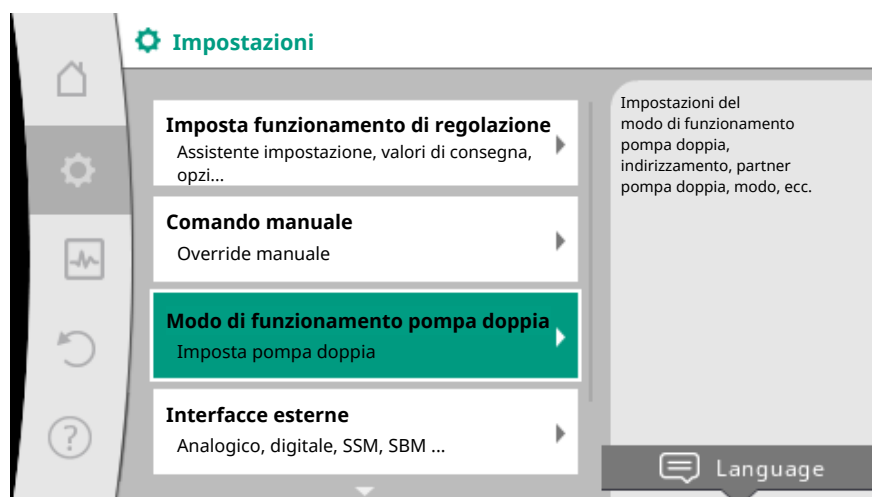 Impostazioni
Imposta funzionamento di regolazione
Assistente impostazione, valori di consegna,
opzi...
Comando manuale
Override manuale
Modo di funzionamento pompa doppia
Imposta pompa doppia
Interfacce esterne
Analogico, digitale, SSM, SBM ...
Impostazioni del
modo di funzionamento
pompa doppia,
indirizzamento, partner
pompa doppia, modo, ecc.
?
Language